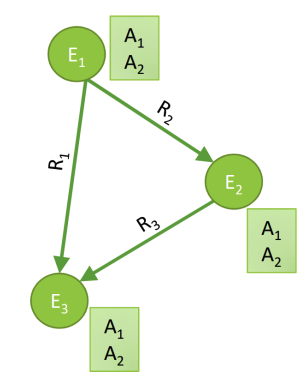 E₁
A₁
A₂
R₂
R₁
E₂
A₁
A₂
R₃
E₃
A₁
A₂